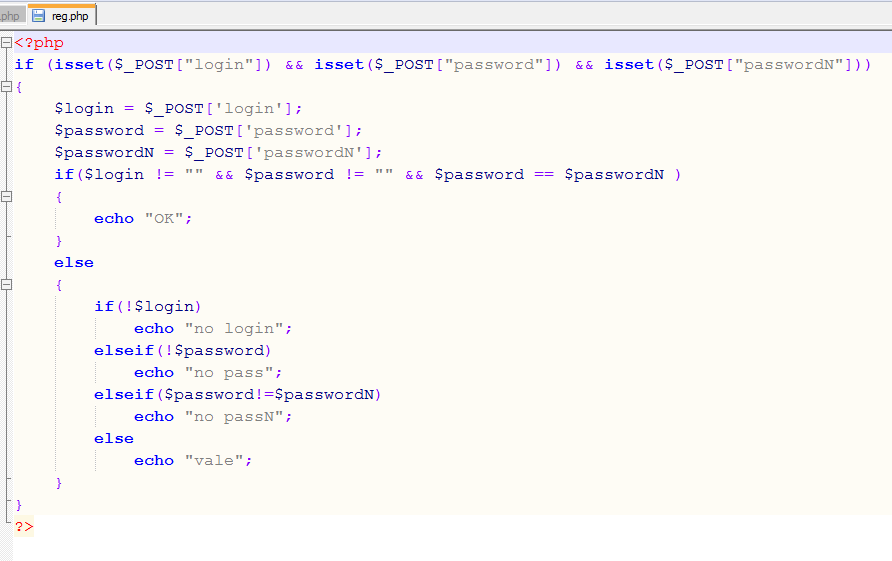 .php reg.php
<?php
if (isset($_POST["login"]) && isset($_POST["password"]) && isset($_POST["passwordN"]))
{
    $login = $_POST['login'];
    $password = $_POST['password'];
    $passwordN = $_POST['passwordN'];
    if($login != "" && $password != "" && $password == $passwordN )
    {
        echo "OK";
    }
    else
    {
        if(!$login)
            echo "no login";
        elseif(!$password)
            echo "no pass";
        elseif($password!=$passwordN)
            echo "no passN";
        else
            echo "vale";
    }
}
?>